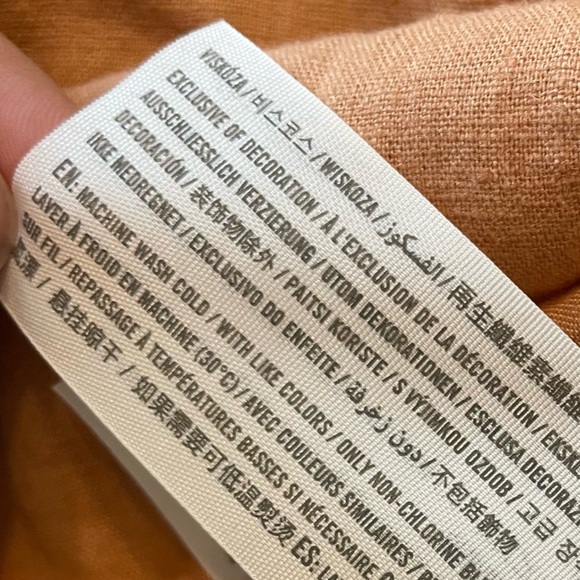 VISKÓZA / 비스코스 / WISKOZA / الفسكوز / 再生纖維素纖維
EXCLUSIVE OF DECORATION / À L'EXCLUSION DE LA DÉCORATION /
AUSSCHLIESSLICH VERZIERUNG / UTOM DEKORATIONEN / ESCLUSA
DECORACIÓN / 装饰物除外 / PAITSI KORISTE / S VÝJIMKOU OZDOB / 고급
IKKE MEDREGNET / EXCLUSIVO DO ENFEITE / دون زخرفة / 不包括飾物
EN: MACHINE WASH COLD / WITH LIKE COLORS / ONLY NON-CHLORINE
LAVER À FROID EN MACHINE (30°C) / AVEC COULEURS SIMILAIRES /
SUR FIL / REPASSAGE À TEMPÉRATURES BASSES SI NÉCESSAIRE
/ 悬挂晾干 / 如果需要可低温熨烫 ES: